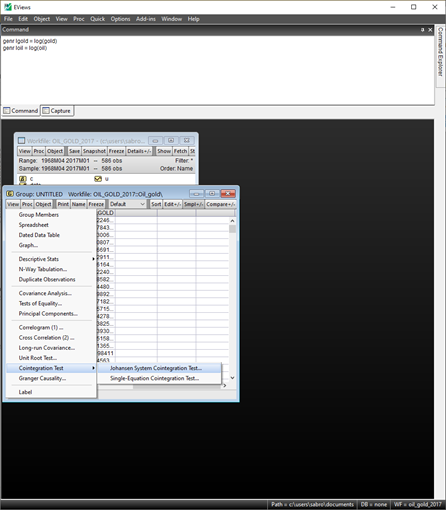 EViews
File Edit Object View Proc Quick Options Add-ins Window Help
Command
genr lgold = log(gold)
genr loil = log(oil)
Command Explorer
Command Capture
Workfile: OIL_GOLD_2017 - (c:\users\sabro\...
View Proc Object Save Snapshot Freeze Details+/- Show Fetch St
Range: 1968M04 2017M01 -- 586 obs Filter: *
Sample: 1968M04 2017M01 -- 586 obs Order: Name
c u
Group: UNTITLED Workfile: OIL_GOLD_2017::Oil_gold\
View Proc Object Print Name Freeze Default Sort Edit+/- Smpl+/- Compare+/-
Group Members
Spreadsheet
Dated Data Table
Graph...
Descriptive Stats
N-Way Tabulation...
Duplicate Observations
Covariance Analysis...
Tests of Equality...
Principal Components...
Correlogram (1) ...
Cross Correlation (2) ...
Long-run Covariance...
Unit Root Test...
Cointegration Test
Granger Causality...
Label
GOLD
2246...
7843...
3006...
0807...
6691...
2911...
6164...
0582...
4480...
8892...
7182...
5715...
4278...
3825...
3930...
5158...
1365...
98411
4563...
Johansen System Cointegration Test...
Single-Equation Cointegration Test...
Path = c:\users\sabro\documents DB = none WF = oil_gold_2017